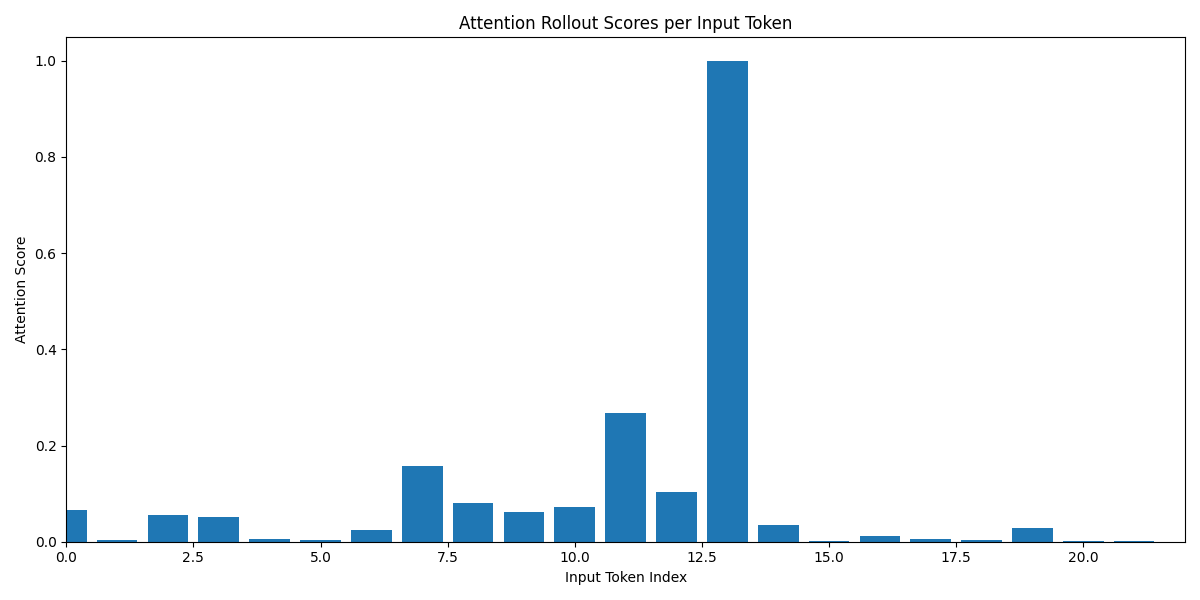 Attention Rollout Scores per Input Token
1.0
0.8
0.6
0.4
0.2
0.0
Attention Score
0.0 2.5 5.0 7.5 10.0 12.5 15.0 17.5 20.0
Input Token Index